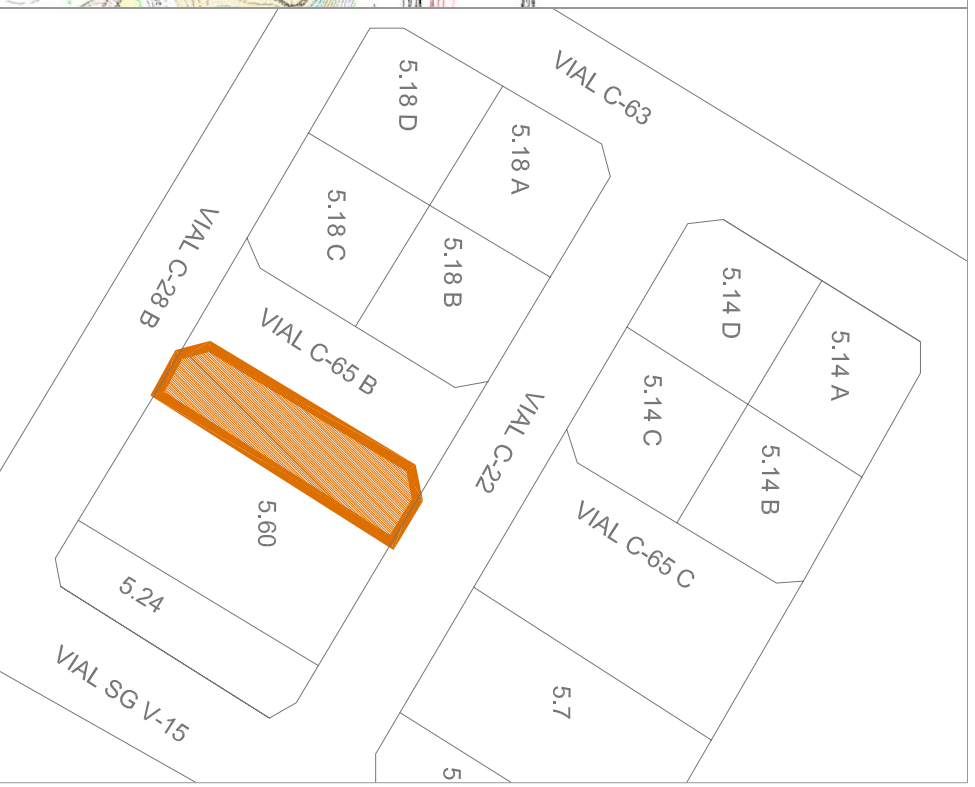 VIAL C-63
5.18 D
5.18 A
5.18 C
5.18 B
VIAL C-28 B
VIAL C-65 B
5.14 D
5.14 A
5.14 C
5.14 B
VIAL C-22
VIAL C-65 C
5.60
5.24
VIAL SG V-15
5.7
5